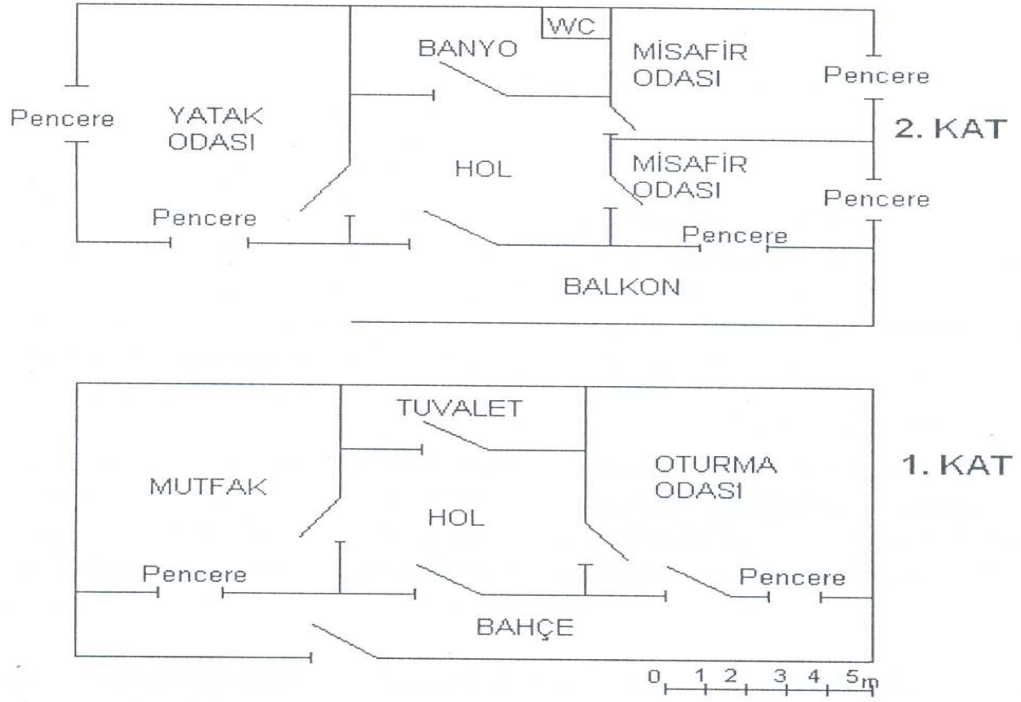 WC
BANYO
MİSAFİR
ODASI
Pencere
Pencere
YATAK
ODASI
2. KAT
HOL
MİSAFİR
ODASI
Pencere
Pencere
Pencere
BALKON
TUVALET
MUTFAK
OTURMA
ODASI
1. KAT
HOL
Pencere
Pencere
BAHÇE
0 1 2 3 4 5m